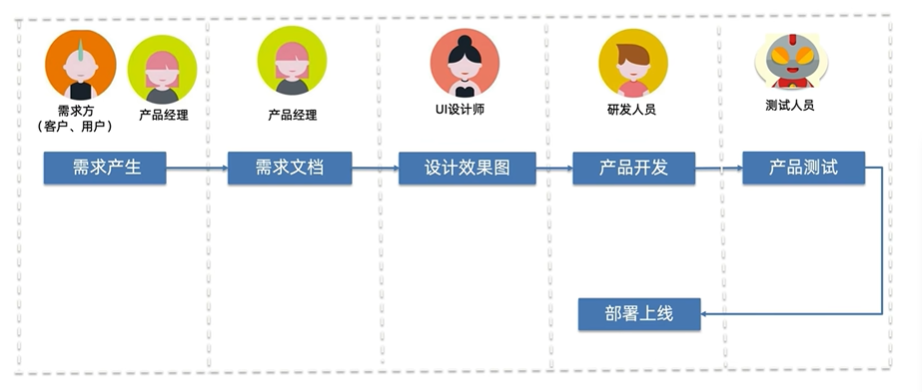 需求方
(客户、用户)
产品经理
产品经理
UI设计师
研发人员
测试人员
需求产生
需求文档
设计效果图
产品开发
产品测试
部署上线